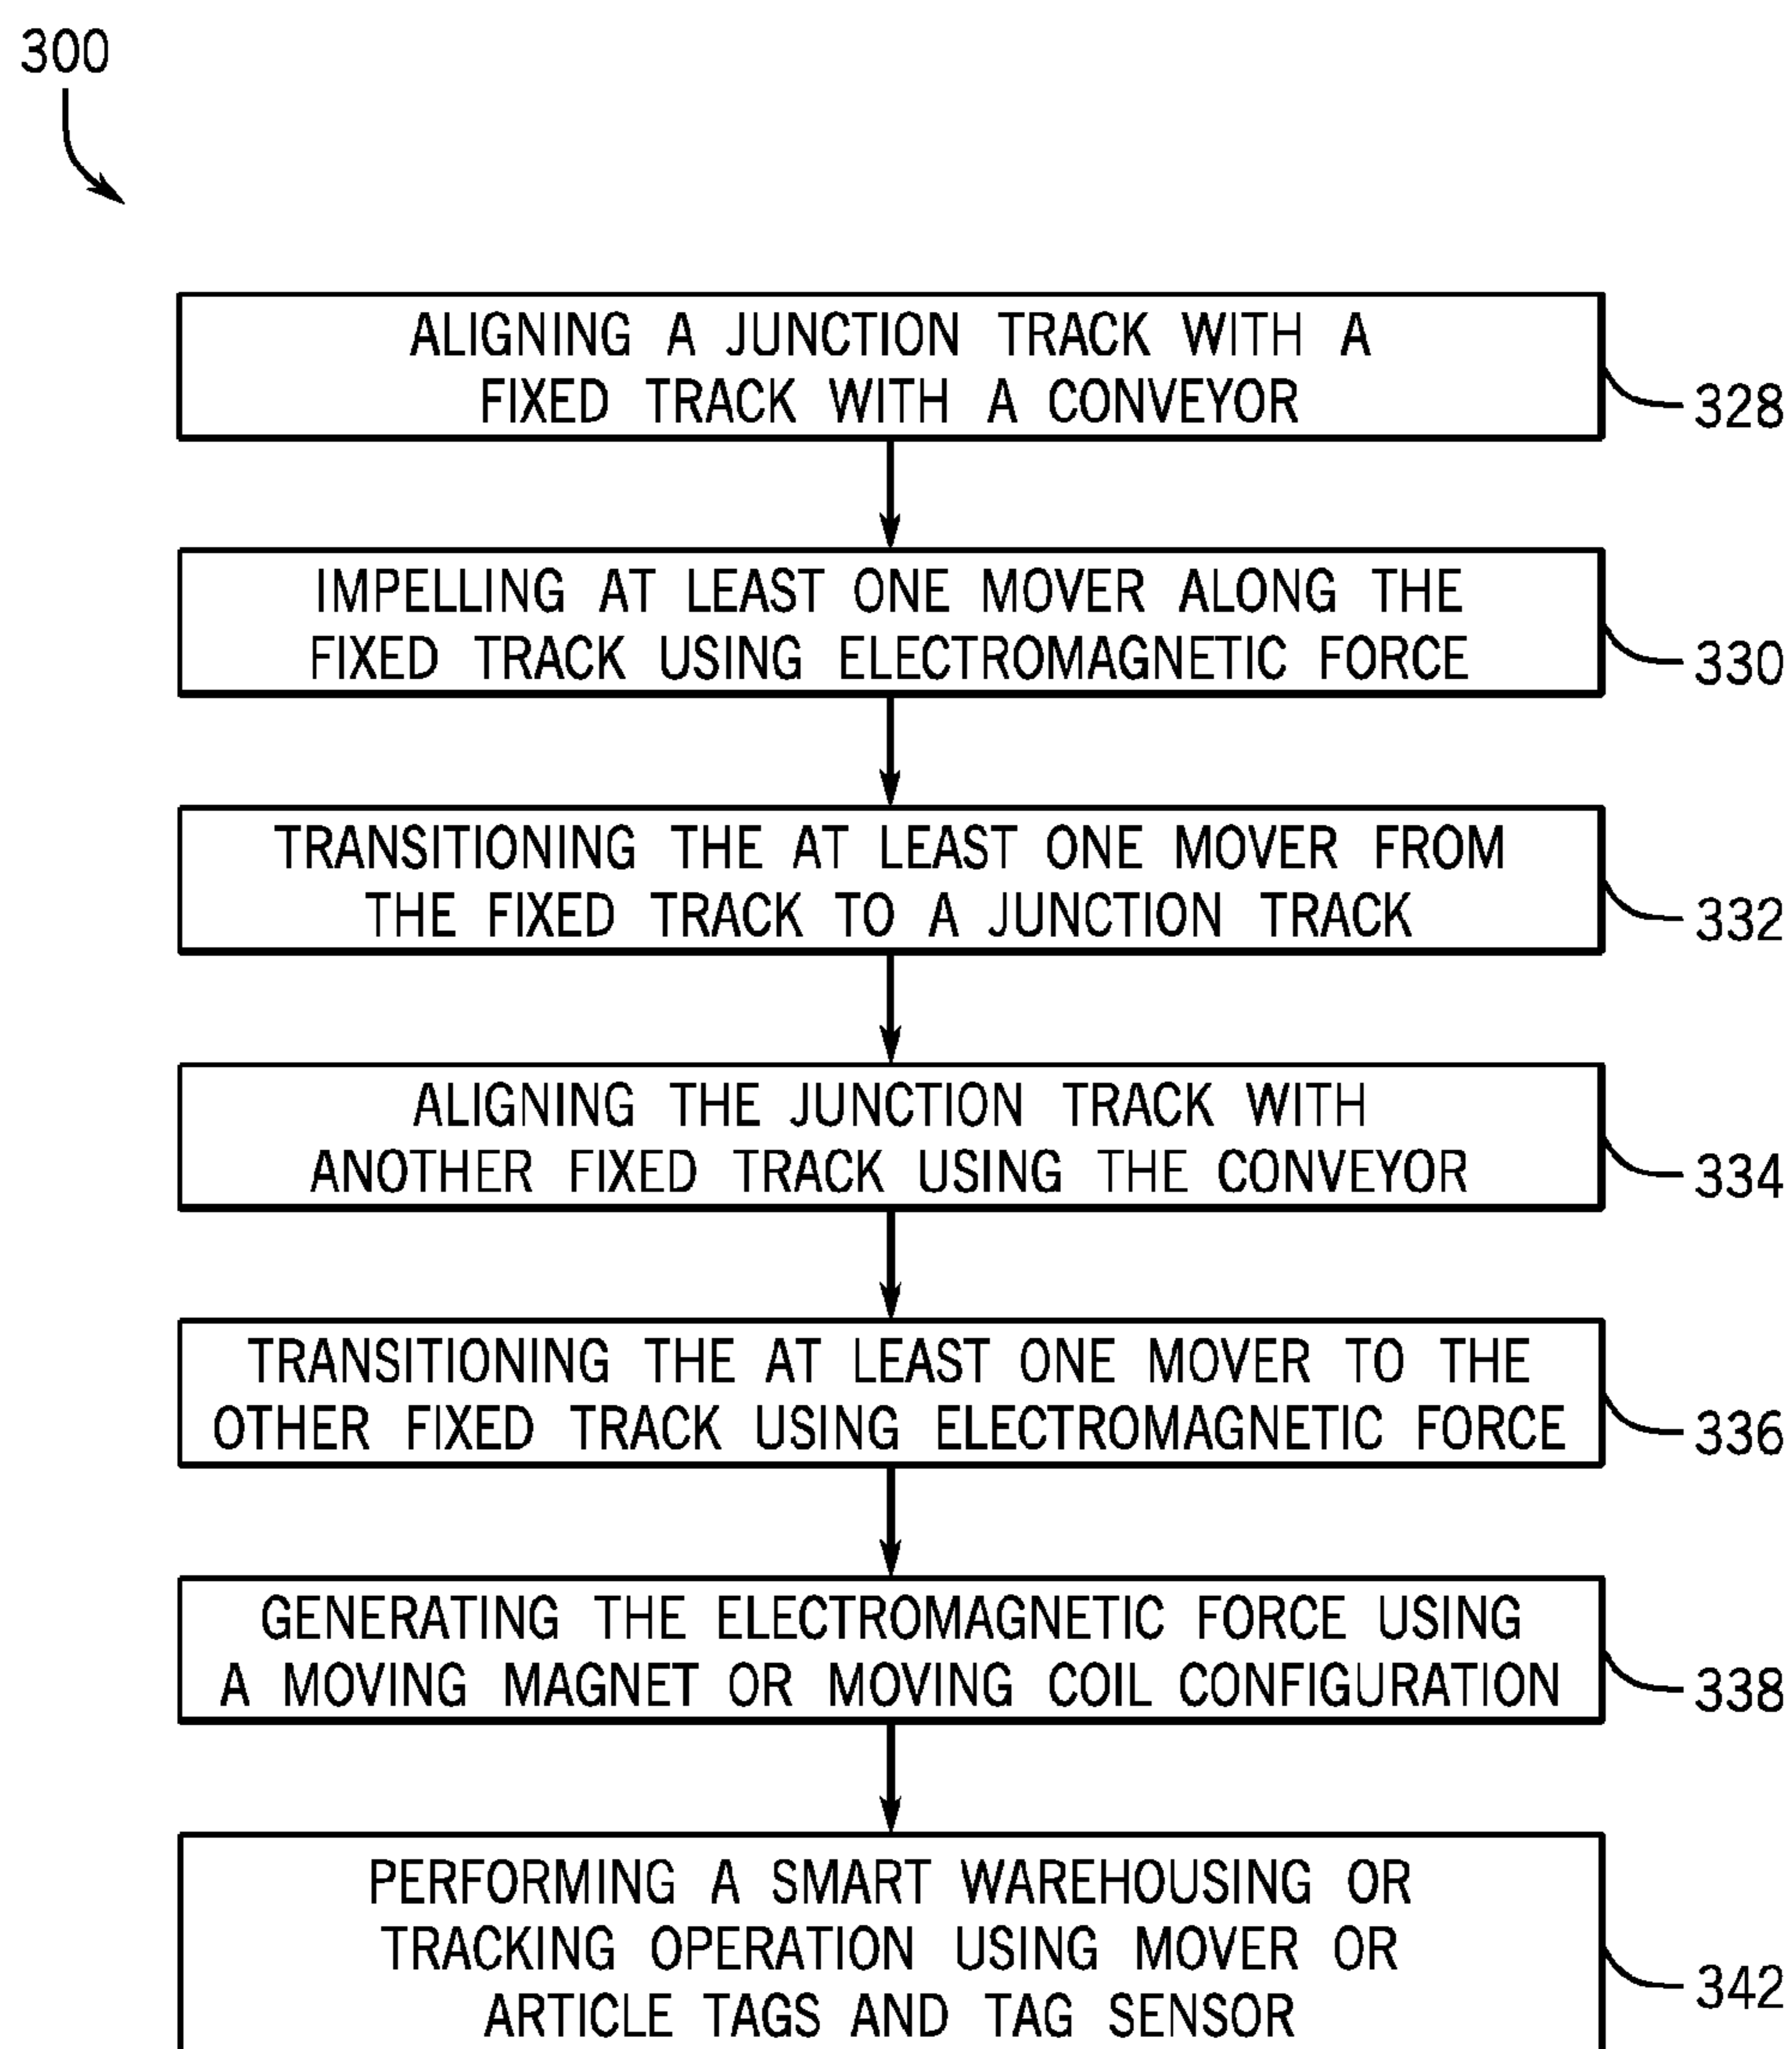 300
ALIGNING A JUNCTION TRACK WITH A
FIXED TRACK WITH A CONVEYOR
328
IMPELLING AT LEAST ONE MOVER ALONG THE
FIXED TRACK USING ELECTROMAGNETIC FORCE
330
TRANSITIONING THE AT LEAST ONE MOVER FROM
THE FIXED TRACK TO A JUNCTION TRACK
332
ALIGNING THE JUNCTION TRACK WITH
ANOTHER FIXED TRACK USING THE CONVEYOR
334
TRANSITIONING THE AT LEAST ONE MOVER TO THE
OTHER FIXED TRACK USING ELECTROMAGNETIC FORCE
336
GENERATING THE ELECTROMAGNETIC FORCE USING
A MOVING MAGNET OR MOVING COIL CONFIGURATION
338
PERFORMING A SMART WAREHOUSING OR
TRACKING OPERATION USING MOVER OR
ARTICLE TAGS AND TAG SENSOR
342